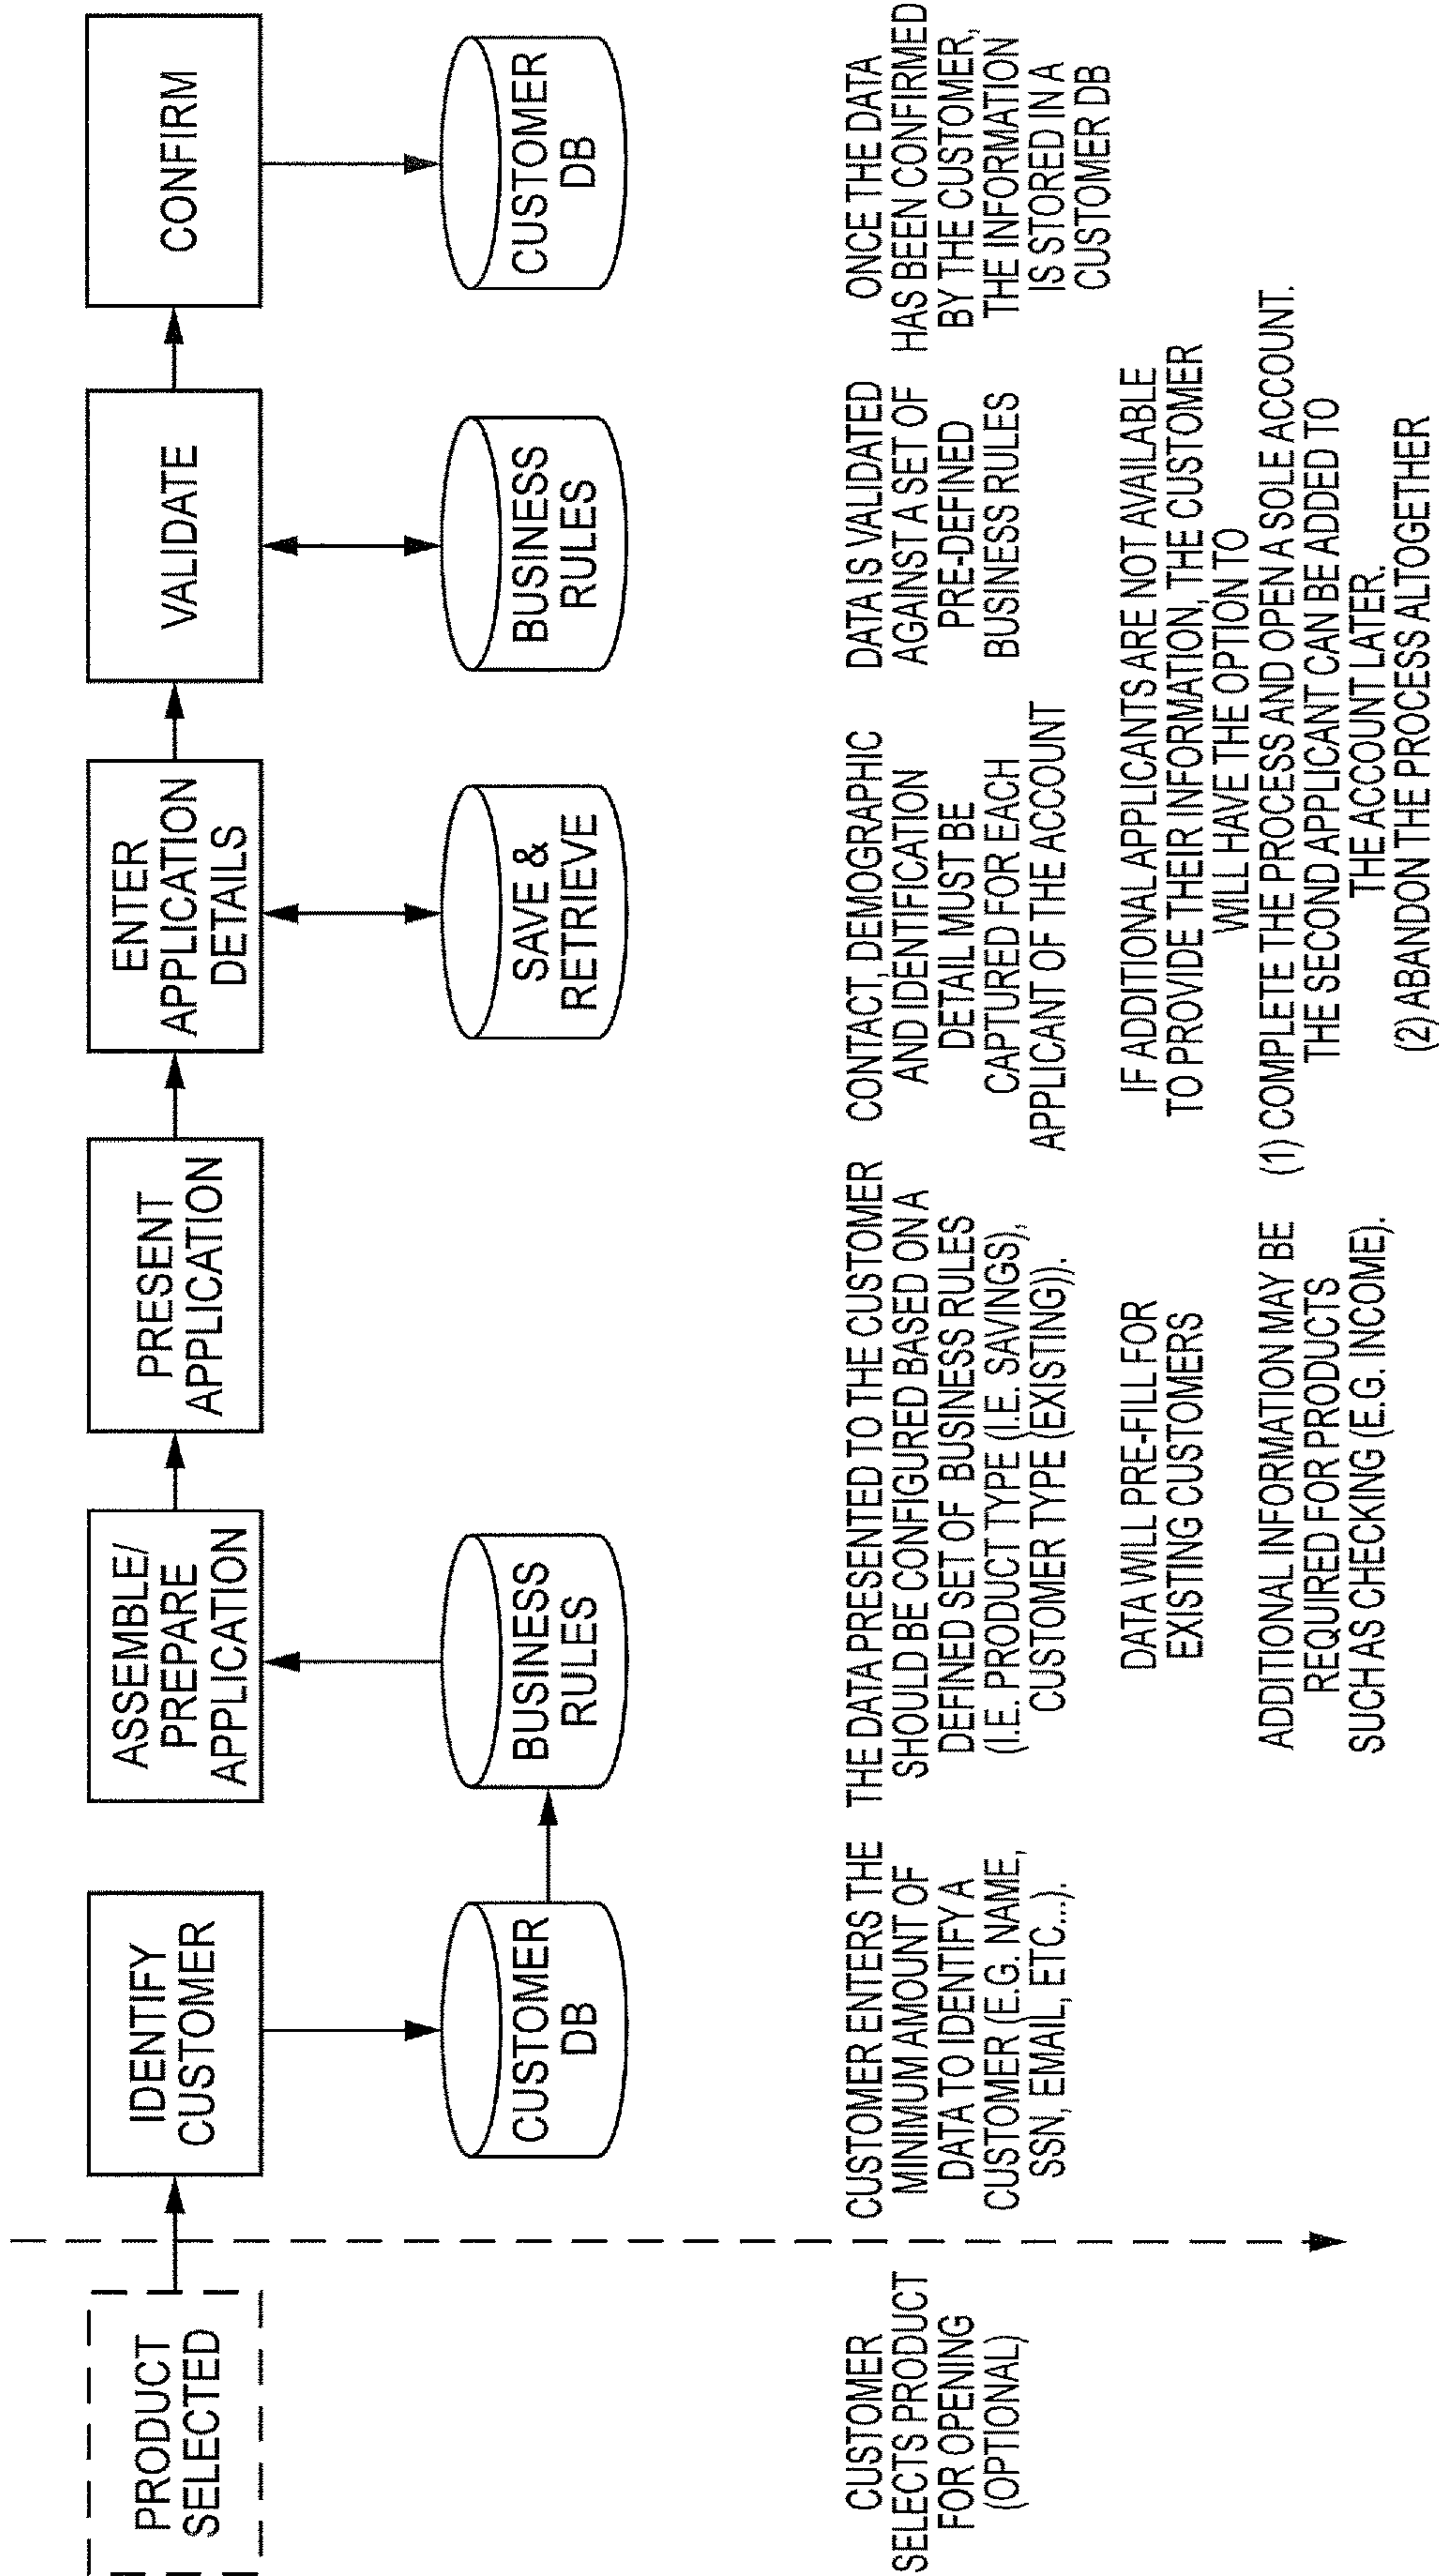 PRODUCT
SELECTED
IDENTIFY
CUSTOMER
ASSEMBLE/
PREPARE
APPLICATION
PRESENT
APPLICATION
ENTER
APPLICATION
DETAILS
VALIDATE
CONFIRM
CUSTOMER
DB
BUSINESS
RULES
SAVE &
RETRIEVE
BUSINESS
RULES
CUSTOMER
DB
CUSTOMER
SELECTS PRODUCT
FOR OPENING
(OPTIONAL)
CUSTOMER ENTERS THE
MINIMUM AMOUNT OF
DATA TO IDENTIFY A
CUSTOMER (E.G. NAME,
SSN, EMAIL, ETC...).
THE DATA PRESENTED TO THE CUSTOMER
SHOULD BE CONFIGURED BASED ON A
DEFINED SET OF BUSINESS RULES
(I.E. PRODUCT TYPE (I.E. SAVINGS),
CUSTOMER TYPE (EXISTING)).
DATA WILL PRE-FILL FOR
EXISTING CUSTOMERS
ADDITIONAL INFORMATION MAY BE
REQUIRED FOR PRODUCTS
SUCH AS CHECKING (E.G. INCOME).
CONTACT, DEMOGRAPHIC
AND IDENTIFICATION
DETAIL MUST BE
CAPTURED FOR EACH
APPLICANT OF THE ACCOUNT
IF ADDITIONAL APPLICANTS ARE NOT AVAILABLE
TO PROVIDE THEIR INFORMATION, THE CUSTOMER
WILL HAVE THE OPTION TO
(1) COMPLETE THE PROCESS AND OPEN A SOLE ACCOUNT.
THE SECOND APPLICANT CAN BE ADDED TO
THE ACCOUNT LATER.
(2) ABANDON THE PROCESS ALTOGETHER
DATA IS VALIDATED
AGAINST A SET OF
PRE-DEFINED
BUSINESS RULES
ONCE THE DATA
HAS BEEN CONFIRMED
BY THE CUSTOMER,
THE INFORMATION
IS STORED IN A
CUSTOMER DB